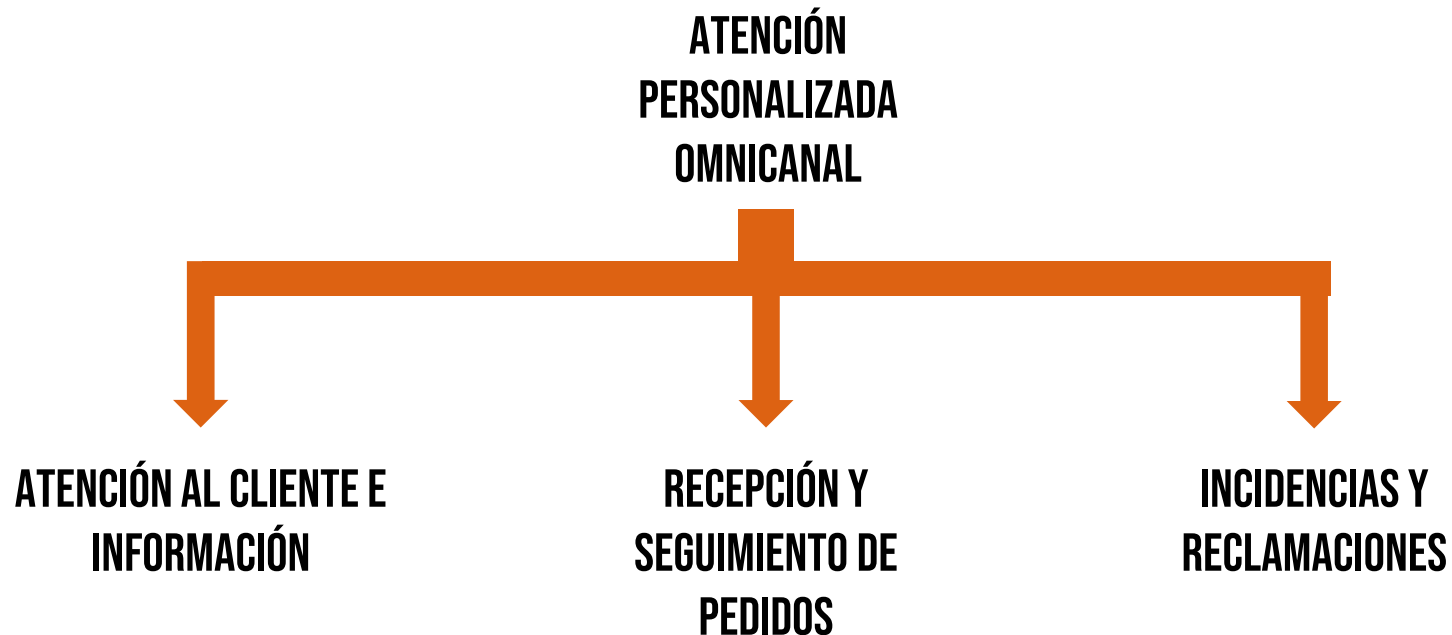 ATENCIÓN
PERSONALIZADA
OMNICANAL
ATENCIÓN AL CLIENTE E
INFORMACIÓN
RECEPCIÓN Y
SEGUIMIENTO DE
PEDIDOS
INCIDENCIAS Y
RECLAMACIONES